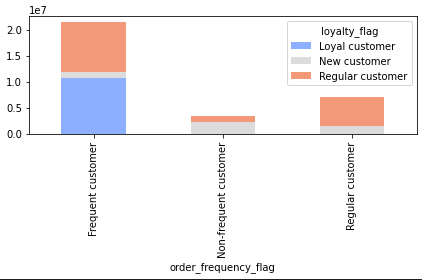 1e7
2.0
1.5
1.0
0.5
0.0
loyalty_flag
Loyal customer
New customer
Regular customer
Frequent customer
Non-frequent customer
Regular customer
order_frequency_flag